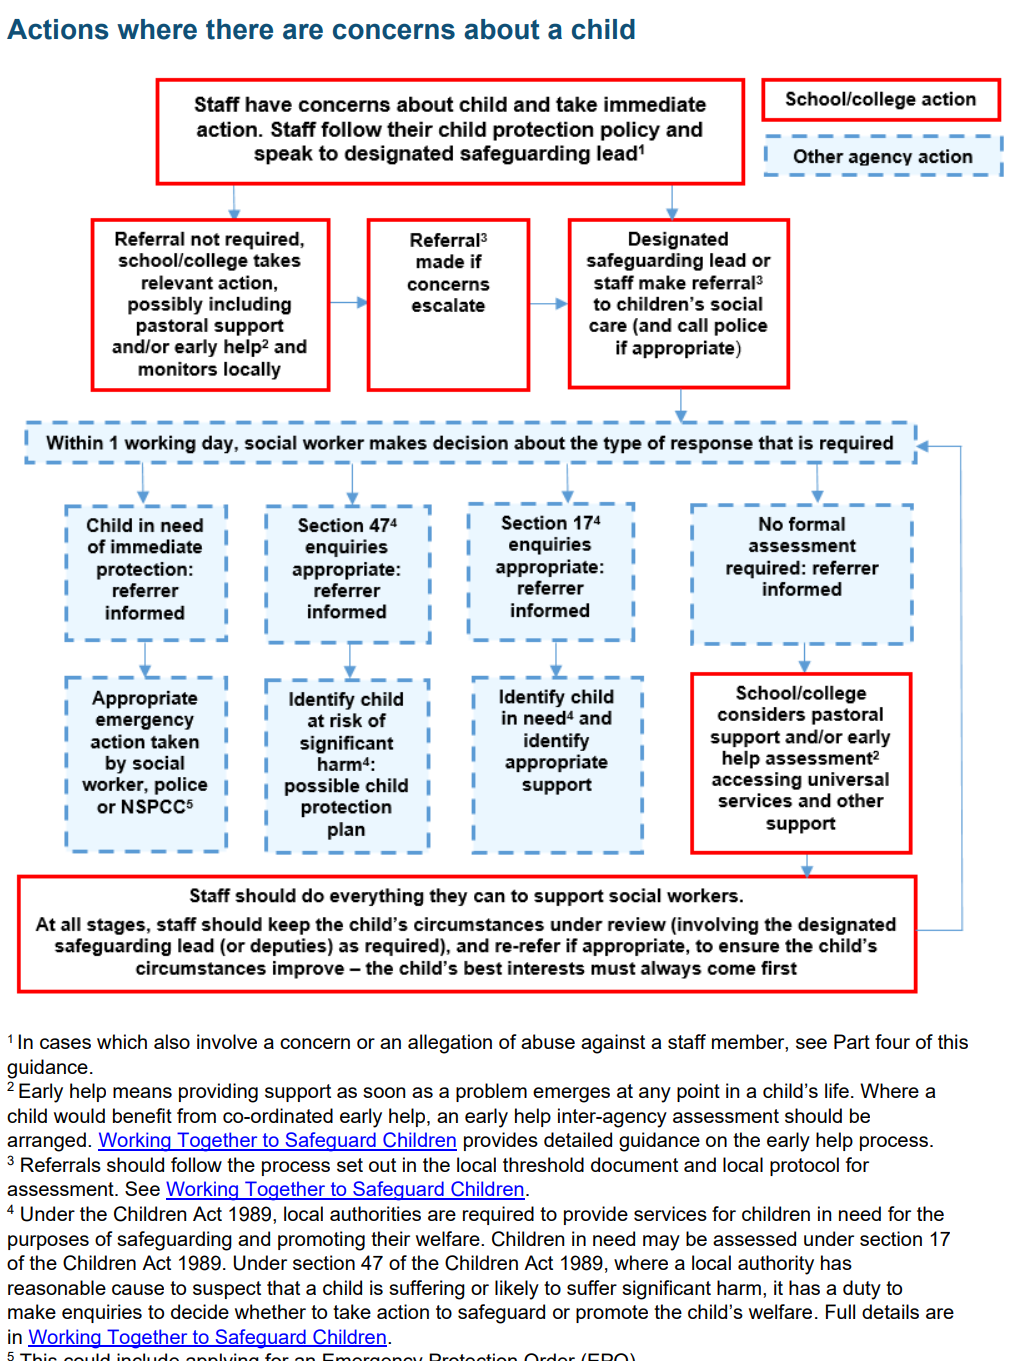 Actions where there are concerns about a child
Staff have concerns about child and take immediate
action. Staff follow their child protection policy and
speak to designated safeguarding lead¹
School/college action
Other agency action
Referral not required,
school/college takes
relevant action,
possibly including
pastoral support
and/or early help² and
monitors locally
Referral³
made if
concerns
escalate
Designated
safeguarding lead or
staff make referral³
to children’s social
care (and call police
if appropriate)
Within 1 working day, social worker makes decision about the type of response that is required
Child in need
of immediate
protection:
referrer
informed
Section 47⁴
enquiries
appropriate:
referrer
informed
Section 17⁴
enquiries
appropriate:
referrer
informed
No formal
assessment
required: referrer
informed
Appropriate
emergency
action taken
by social
worker, police
or NSPCC⁵
Identify child
at risk of
significant
harm⁴:
possible child
protection
plan
Identify child
in need⁴ and
identify
appropriate
support
School/college
considers pastoral
support and/or early
help assessment²
accessing universal
services and other
support
Staff should do everything they can to support social workers.
At all stages, staff should keep the child’s circumstances under review (involving the designated
safeguarding lead (or deputies) as required), and re-refer if appropriate, to ensure the child’s
circumstances improve – the child’s best interests must always come first
¹ In cases which also involve a concern or an allegation of abuse against a staff member, see Part four of this
guidance.
² Early help means providing support as soon as a problem emerges at any point in a child’s life. Where a
child would benefit from co-ordinated early help, an early help inter-agency assessment should be
arranged. Working Together to Safeguard Children provides detailed guidance on the early help process.
³ Referrals should follow the process set out in the local threshold document and local protocol for
assessment. See Working Together to Safeguard Children.
⁴ Under the Children Act 1989, local authorities are required to provide services for children in need for the
purposes of safeguarding and promoting their welfare. Children in need may be assessed under section 17
of the Children Act 1989. Under section 47 of the Children Act 1989, where a local authority has
reasonable cause to suspect that a child is suffering or likely to suffer significant harm, it has a duty to
make enquiries to decide whether to take action to safeguard or promote the child’s welfare. Full details are
in Working Together to Safeguard Children.
⁵ This could include applying for an Emergency Protection Order (EPO)